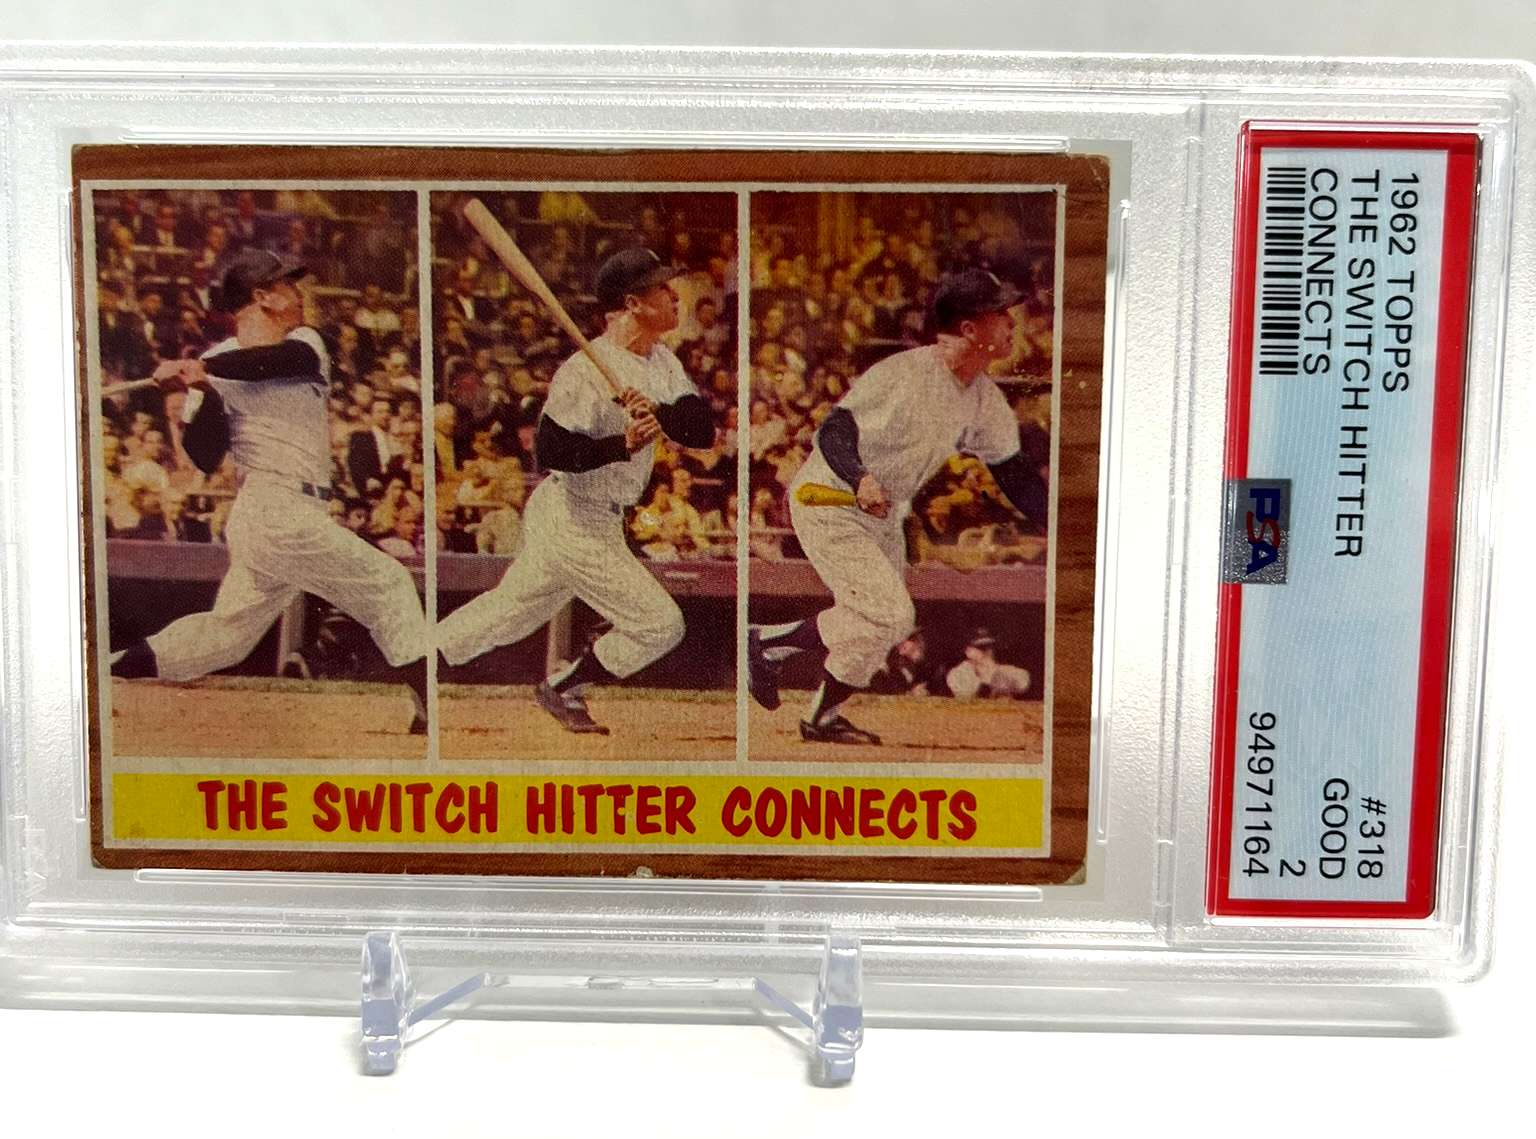 THE SWITCH HITTER CONNECTS
1962 TOPPS #318
THE SWITCH HITTER GOOD
CONNECTS 2
PSA 94971164